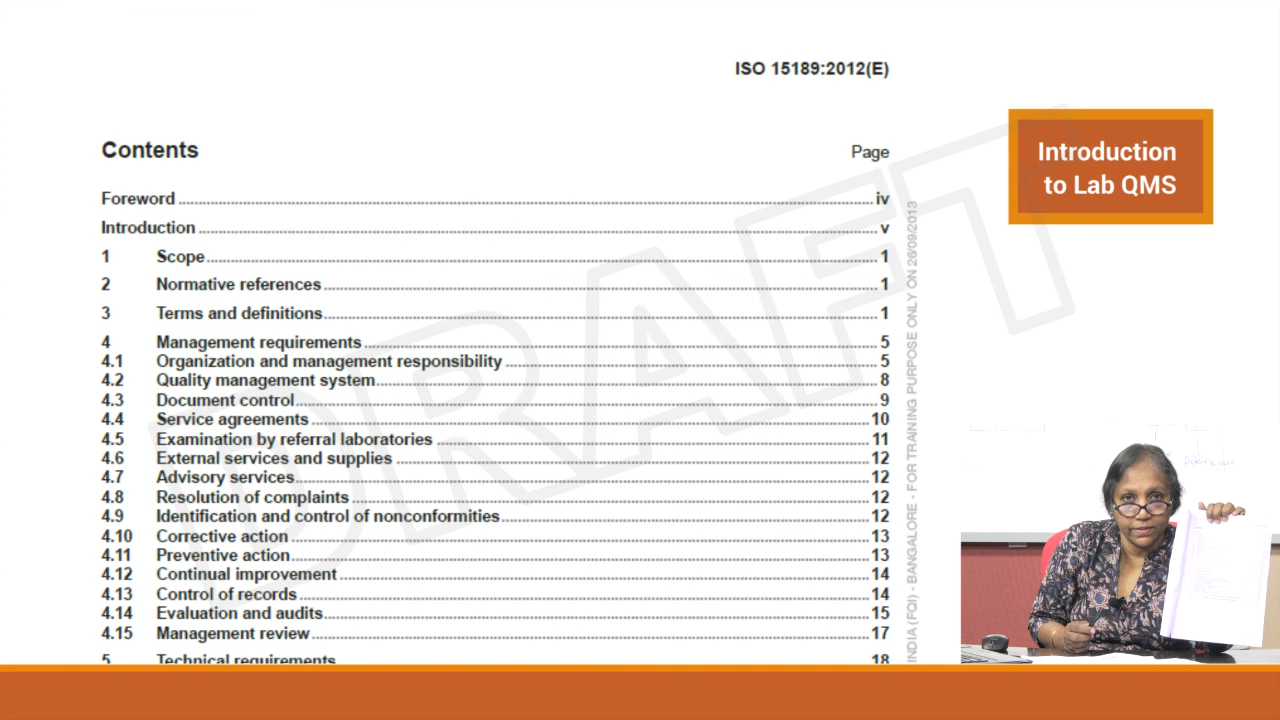 ISO 15189:2012(E)
Contents Page
Foreword iv
Introduction v
1 Scope 1
2 Normative references 1
3 Terms and definitions 1
4 Management requirements 5
4.1 Organization and management responsibility 5
4.2 Quality management system 8
4.3 Document control 9
4.4 Service agreements 10
4.5 Examination by referral laboratories 11
4.6 External services and supplies 12
4.7 Advisory services 12
4.8 Resolution of complaints 12
4.9 Identification and control of nonconformities 12
4.10 Corrective action 13
4.11 Preventive action 13
4.12 Continual improvement 14
4.13 Control of records 14
4.14 Evaluation and audits 15
4.15 Management review 17
5 Technical requirements 18
DRAFT
INDIA (FQI) - BANGALORE - FOR TRAINING PURPOSE ONLY ON 26/09/2013
Introduction
to Lab QMS